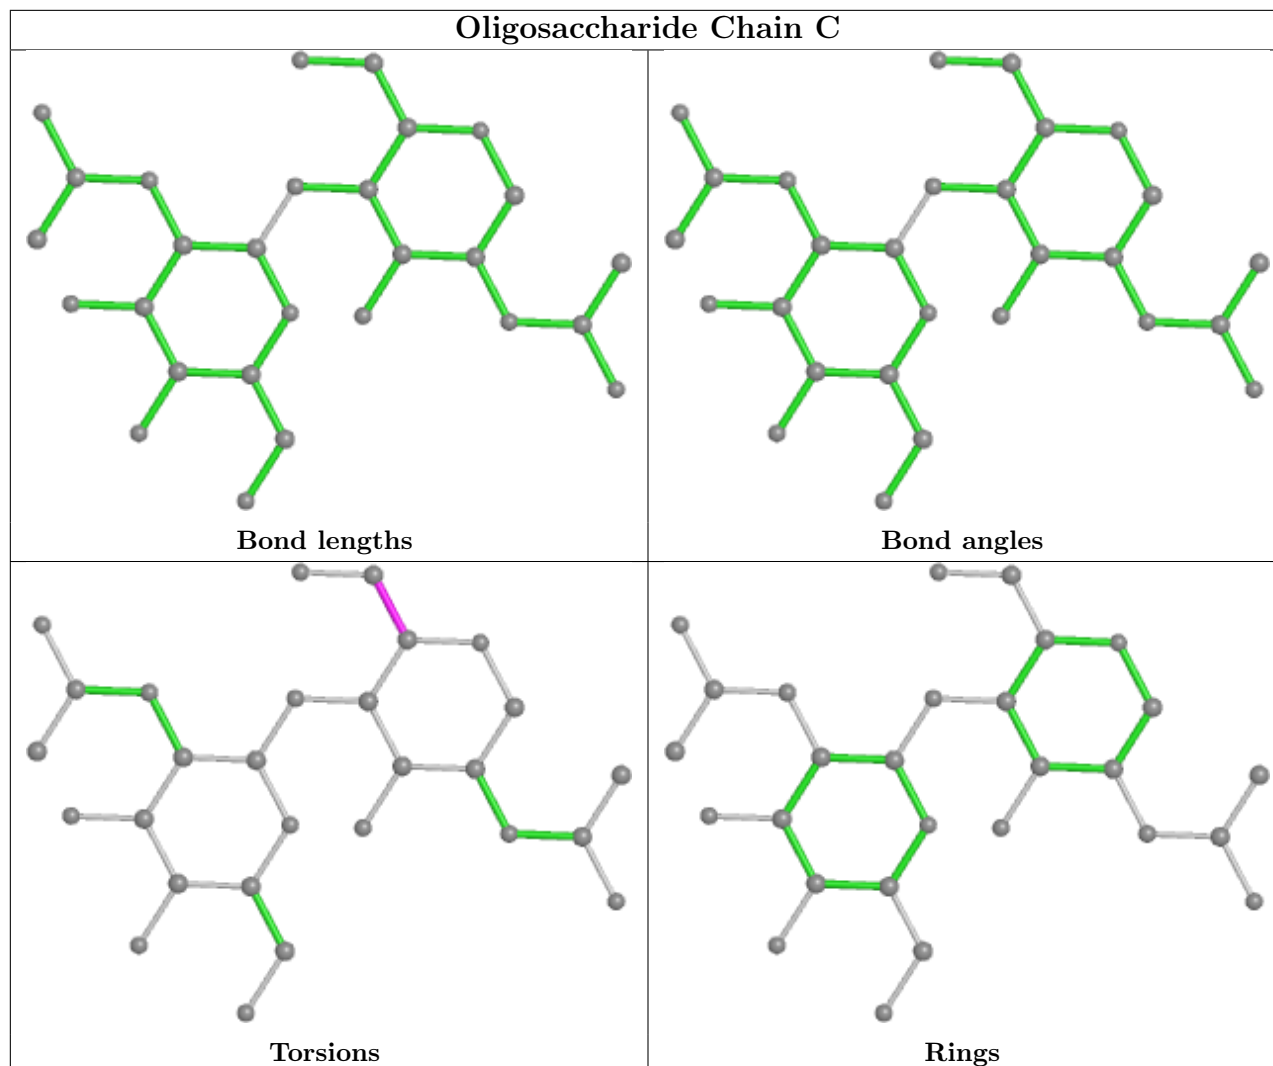 Oligosaccharide Chain C
Bond lengths
Bond angles
Torsions
Rings